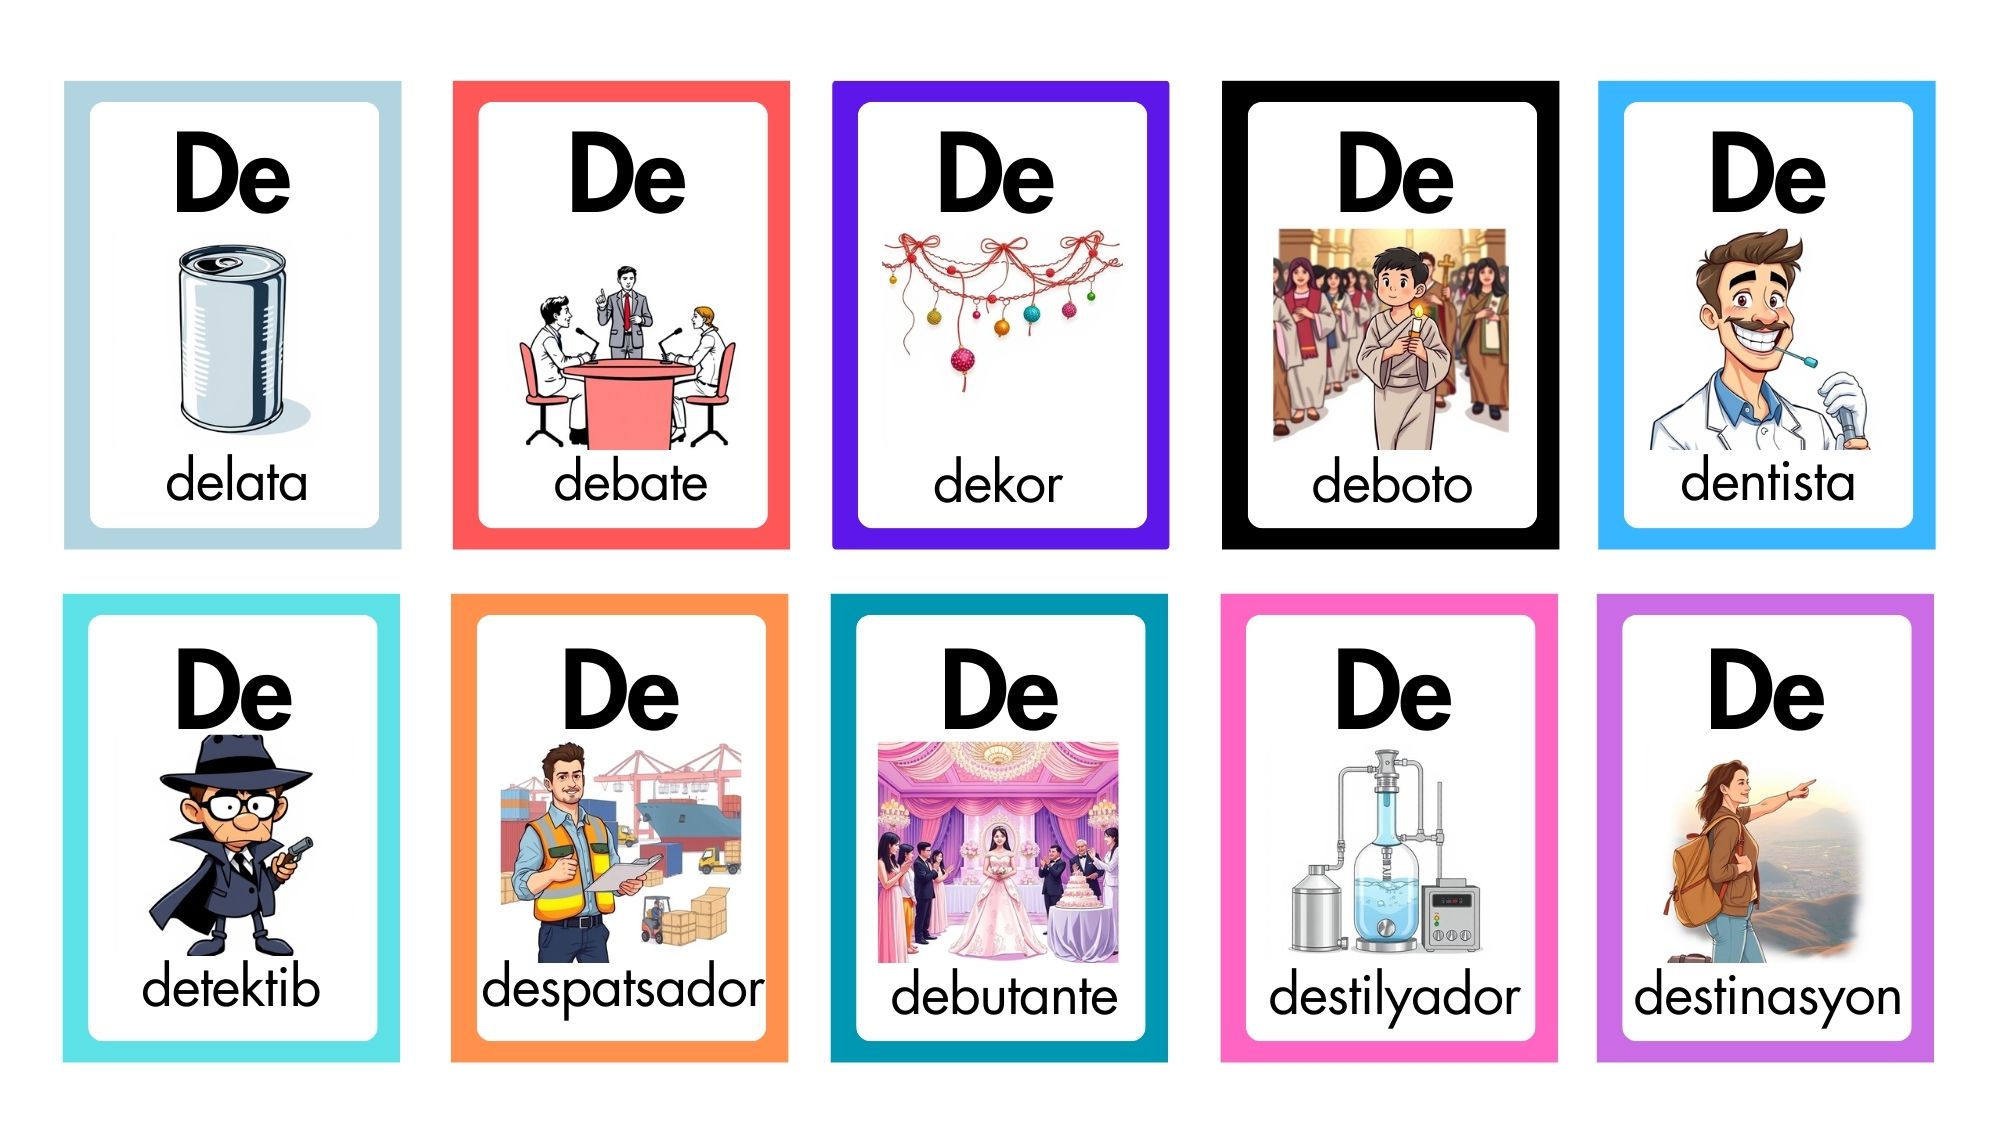 De
delata
De
debate
De
dekor
De
deboto
De
dentista
De
detektib
De
despatsador
De
debutante
De
destilyador
De
destinasyon